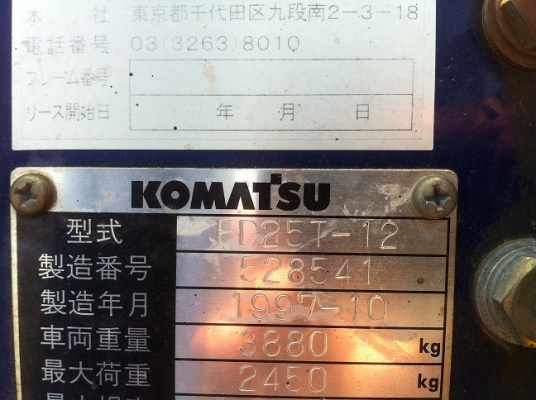 本 社 東京都千代田区九段南2-3-18
電話番号 03(3263)8010
フレーム番号
リース開始日 年 月 日
KOMATSU
型式 FD25T-12
製造番号 528541
製造年月 1997-10
車両重量 3880 kg
最大荷重 2450 kg